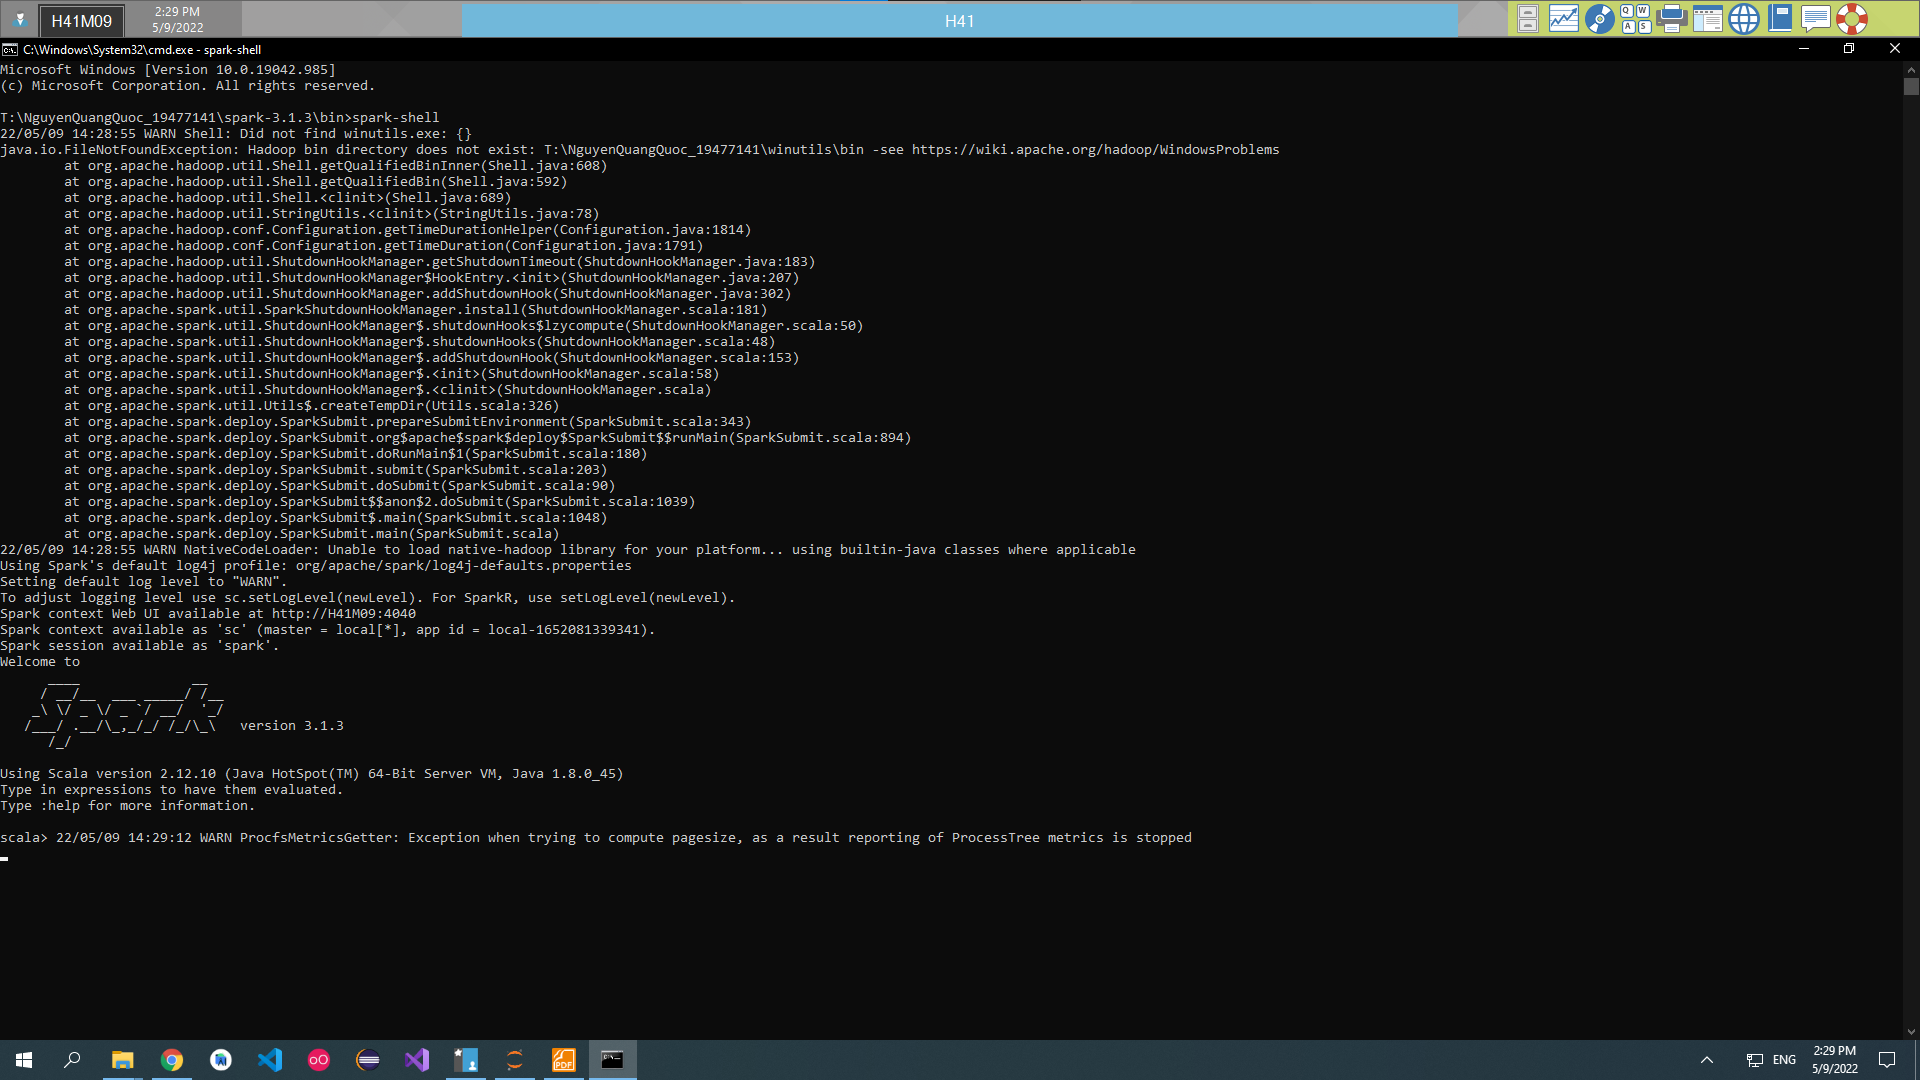 H41M09
2:29 PM
5/9/2022
H41
Q W
A S
C:\Windows\System32\cmd.exe - spark-shell
Microsoft Windows [Version 10.0.19042.985]
(c) Microsoft Corporation. All rights reserved.
T:\NguyenQuangQuoc_19477141\spark-3.1.3\bin>spark-shell
22/05/09 14:28:55 WARN Shell: Did not find winutils.exe: {}
java.io.FileNotFoundException: Hadoop bin directory does not exist: T:\NguyenQuangQuoc_19477141\winutils\bin -see https://wiki.apache.org/hadoop/WindowsProblems
at org.apache.hadoop.util.Shell.getQualifiedBinInner(Shell.java:608)
at org.apache.hadoop.util.Shell.getQualifiedBin(Shell.java:592)
at org.apache.hadoop.util.Shell.<clinit>(Shell.java:689)
at org.apache.hadoop.util.StringUtils.<clinit>(StringUtils.java:78)
at org.apache.hadoop.conf.Configuration.getTimeDurationHelper(Configuration.java:1814)
at org.apache.hadoop.conf.Configuration.getTimeDuration(Configuration.java:1791)
at org.apache.hadoop.util.ShutdownHookManager.getShutdownTimeout(ShutdownHookManager.java:183)
at org.apache.hadoop.util.ShutdownHookManager$HookEntry.<init>(ShutdownHookManager.java:207)
at org.apache.hadoop.util.ShutdownHookManager.addShutdownHook(ShutdownHookManager.java:302)
at org.apache.spark.util.SparkShutdownHookManager.install(ShutdownHookManager.scala:181)
at org.apache.spark.util.ShutdownHookManager$.shutdownHooks$lzycompute(ShutdownHookManager.scala:50)
at org.apache.spark.util.ShutdownHookManager$.shutdownHooks(ShutdownHookManager.scala:48)
at org.apache.spark.util.ShutdownHookManager$.addShutdownHook(ShutdownHookManager.scala:153)
at org.apache.spark.util.ShutdownHookManager$.<init>(ShutdownHookManager.scala:58)
at org.apache.spark.util.ShutdownHookManager$.<clinit>(ShutdownHookManager.scala)
at org.apache.spark.util.Utils$.createTempDir(Utils.scala:326)
at org.apache.spark.deploy.SparkSubmit.prepareSubmitEnvironment(SparkSubmit.scala:343)
at org.apache.spark.deploy.SparkSubmit.org$apache$spark$deploy$SparkSubmit$$runMain(SparkSubmit.scala:894)
at org.apache.spark.deploy.SparkSubmit.doRunMain$1(SparkSubmit.scala:180)
at org.apache.spark.deploy.SparkSubmit.submit(SparkSubmit.scala:203)
at org.apache.spark.deploy.SparkSubmit.doSubmit(SparkSubmit.scala:90)
at org.apache.spark.deploy.SparkSubmit$$anon$2.doSubmit(SparkSubmit.scala:1039)
at org.apache.spark.deploy.SparkSubmit$.main(SparkSubmit.scala:1048)
at org.apache.spark.deploy.SparkSubmit.main(SparkSubmit.scala)
22/05/09 14:28:55 WARN NativeCodeLoader: Unable to load native-hadoop library for your platform... using builtin-java classes where applicable
Using Spark's default log4j profile: org/apache/spark/log4j-defaults.properties
Setting default log level to "WARN".
To adjust logging level use sc.setLogLevel(newLevel). For SparkR, use setLogLevel(newLevel).
Spark context Web UI available at http://H41M09:4040
Spark context available as 'sc' (master = local[*], app id = local-1652081339341).
Spark session available as 'spark'.
Welcome to
Spark version 3.1.3
Using Scala version 2.12.10 (Java HotSpot(TM) 64-Bit Server VM, Java 1.8.0_45)
Type in expressions to have them evaluated.
Type :help for more information.
scala> 22/05/09 14:29:12 WARN ProcfsMetricsGetter: Exception when trying to compute pagesize, as a result reporting of ProcessTree metrics is stopped
PDF
ENG
2:29 PM
5/9/2022